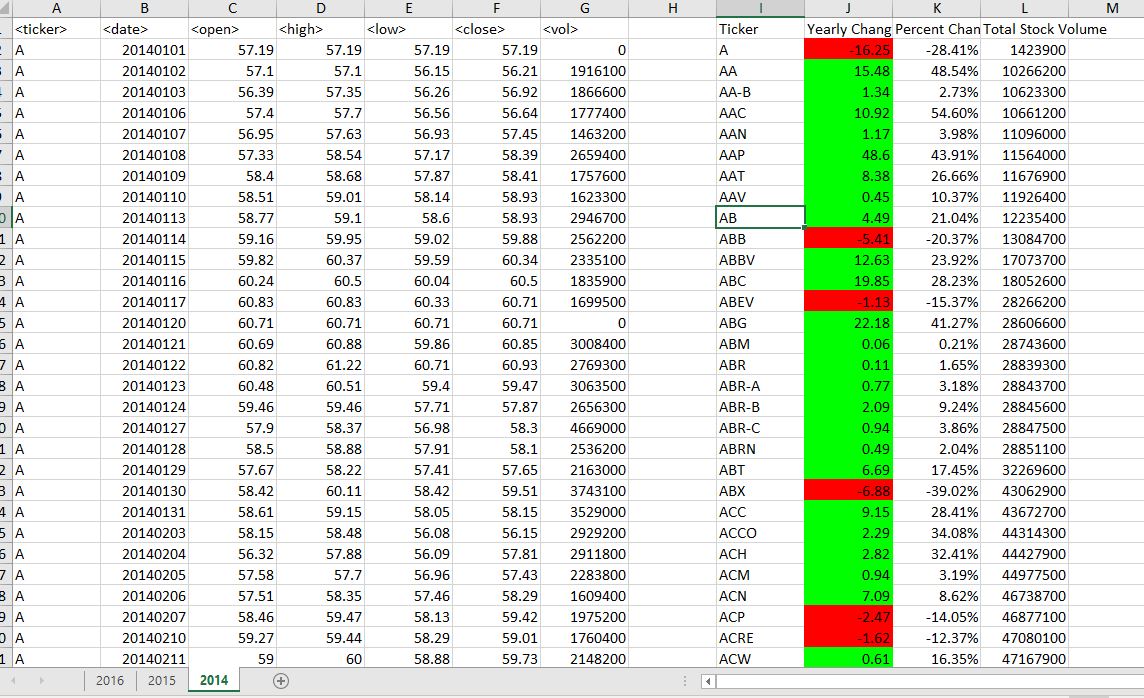 A B C D E F G H I J K L M
<ticker> <date> <open> <high> <low> <close> <vol> Ticker Yearly Chang Percent Chan Total Stock Volume
A 20140101 57.19 57.19 57.19 57.19 0 A -16.25 -28.41% 1423900
A 20140102 57.1 57.1 56.15 56.21 1916100 AA 15.48 48.54% 10266200
A 20140103 56.39 57.35 56.26 56.92 1866600 AA-B 1.34 2.73% 10623300
A 20140106 57.4 57.7 56.56 56.64 1777400 AAC 10.92 54.60% 10661200
A 20140107 56.95 57.63 56.93 57.45 1463200 AAN 1.17 3.98% 11096000
A 20140108 57.33 58.54 57.17 58.39 2659400 AAP 48.6 43.91% 11564000
A 20140109 58.4 58.68 57.87 58.41 1757600 AAT 8.38 26.66% 11676900
A 20140110 58.51 59.01 58.14 58.93 1623300 AAV 0.45 10.37% 11926400
0 A 20140113 58.77 59.1 58.6 58.93 2946700 AB 4.49 21.04% 12235400
1 A 20140114 59.16 59.95 59.02 59.88 2562200 ABB -5.41 -20.37% 13084700
2 A 20140115 59.82 60.37 59.59 60.34 2335100 ABBV 12.63 23.92% 17073700
3 A 20140116 60.24 60.5 60.04 60.5 1835900 ABC 19.85 28.23% 18052600
4 A 20140117 60.83 60.83 60.33 60.71 1699500 ABEV -1.13 -15.37% 28266200
5 A 20140120 60.71 60.71 60.71 60.71 0 ABG 22.18 41.27% 28606600
6 A 20140121 60.69 60.88 59.86 60.85 3008400 ABM 0.06 0.21% 28743600
7 A 20140122 60.82 61.22 60.71 60.93 2769300 ABR 0.11 1.65% 28839300
8 A 20140123 60.48 60.51 59.4 59.47 3063500 ABR-A 0.77 3.18% 28843700
9 A 20140124 59.46 59.46 57.71 57.87 2656300 ABR-B 2.09 9.24% 28845600
0 A 20140127 57.9 58.37 56.98 58.3 4669000 ABR-C 0.94 3.86% 28847500
1 A 20140128 58.5 58.88 57.91 58.1 2536200 ABRN 0.49 2.04% 28851100
2 A 20140129 57.67 58.22 57.41 57.65 2163000 ABT 6.69 17.45% 32269600
3 A 20140130 58.42 60.11 58.42 59.51 3743100 ABX -6.88 -39.02% 43062900
4 A 20140131 58.61 59.15 58.05 58.15 3529000 ACC 9.15 28.41% 43672700
5 A 20140203 58.15 58.48 56.08 56.15 2929200 ACCO 2.29 34.08% 44314300
6 A 20140204 56.32 57.88 56.09 57.81 2911800 ACH 2.82 32.41% 44427900
7 A 20140205 57.58 57.7 56.96 57.43 2283800 ACM 0.94 3.19% 44977500
8 A 20140206 57.51 58.35 57.46 58.29 1609400 ACN 7.09 8.62% 46738700
9 A 20140207 58.46 59.47 58.13 59.42 1975200 ACP -2.47 -14.05% 46877100
0 A 20140210 59.27 59.44 58.29 59.01 1760400 ACRE -1.62 -12.37% 47080100
1 A 20140211 59 60 58.88 59.73 2148200 ACW 0.61 16.35% 47167900
2016 2015 2014